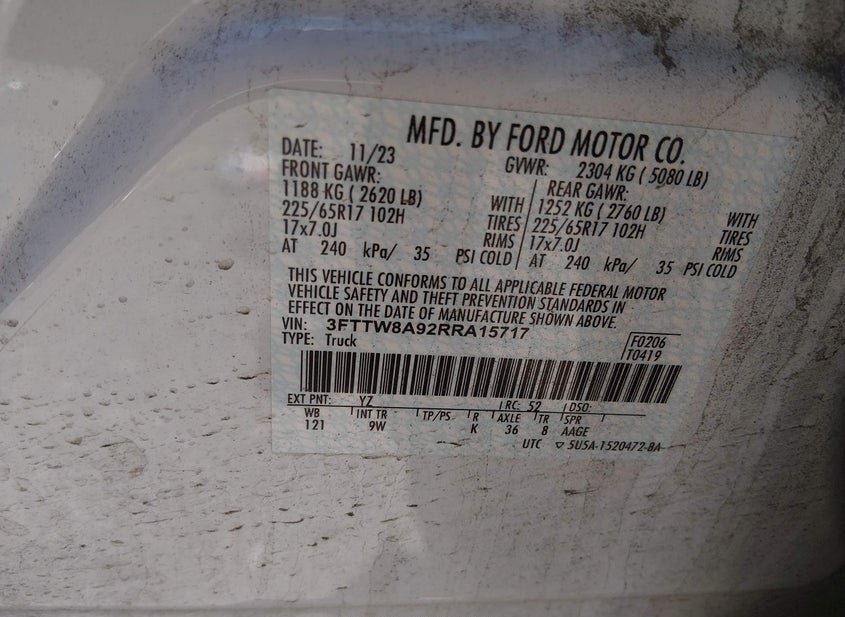 MFD. BY FORD MOTOR CO.
DATE: 11/23 GVWR: 2304 KG ( 5080 LB)
FRONT GAWR: REAR GAWR:
1188 KG ( 2620 LB) WITH 1252 KG ( 2760 LB) WITH
225/65R17 102H TIRES 225/65R17 102H TIRES
17x7.0J RIMS 17x7.0J RIMS
AT 240 kPa/ 35 PSI COLD AT 240 kPa/ 35 PSI COLD
THIS VEHICLE CONFORMS TO ALL APPLICABLE FEDERAL MOTOR
VEHICLE SAFETY AND THEFT PREVENTION STANDARDS IN
EFFECT ON THE DATE OF MANUFACTURE SHOWN ABOVE.
VIN: 3FTTW8A92RRA15717 F0206
TYPE: Truck T0419
EXT PNT: YZ RC: 52 DSO:
WB INT TR TP/PS R AXLE TR SPR
121 9W K 36 8 AAGE
UTC ▽ 5U5A-1520472-BA